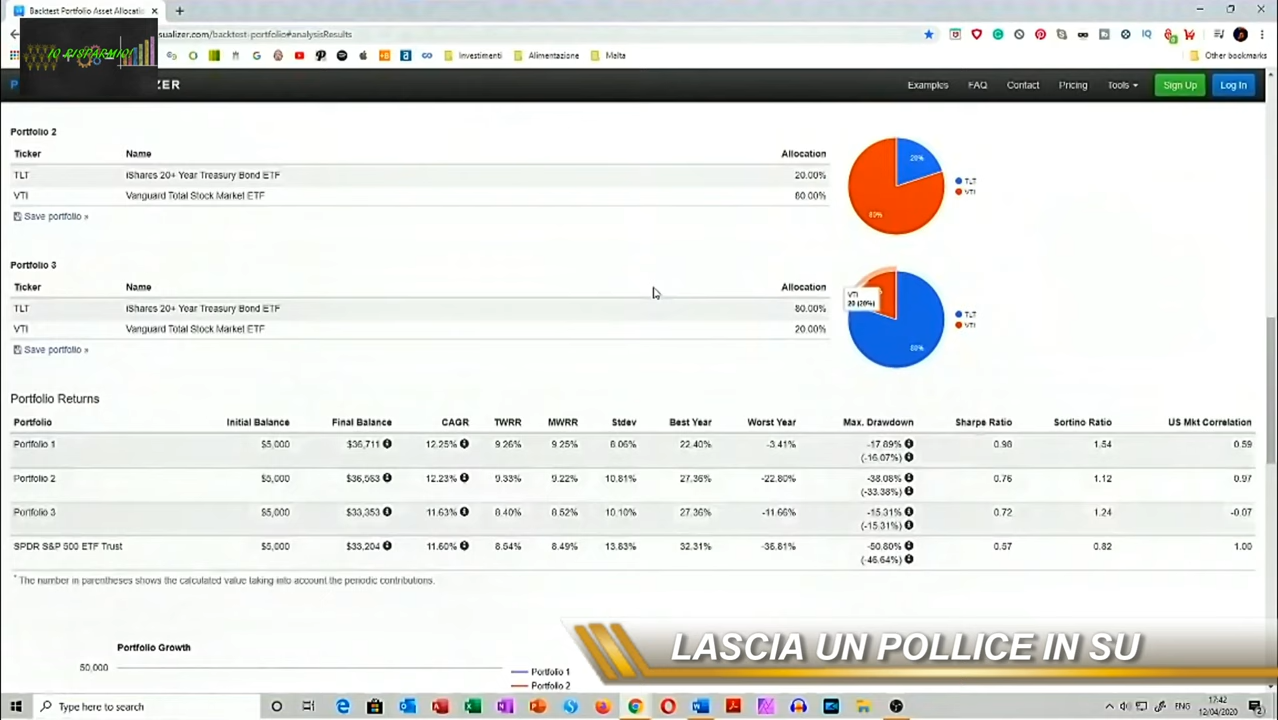 Backtest Portfolio Asset Allocatio
IO RISPARMIO!
sualizer.com/backtest-portfolio#analysisResults
Investimenti Alimentazione Malta Other bookmarks
ZER Examples FAQ Contact Pricing Tools Sign Up Log In
Portfolio 2
Ticker Name Allocation
TLT iShares 20+ Year Treasury Bond ETF 20.00%
VTI Vanguard Total Stock Market ETF 80.00%
Save portfolio »
20%
80%
TLT
VTI
Portfolio 3
Ticker Name Allocation
TLT iShares 20+ Year Treasury Bond ETF 80.00%
VTI Vanguard Total Stock Market ETF 20.00%
Save portfolio »
VTI
20 (20%)
80%
TLT
VTI
Portfolio Returns
Portfolio Initial Balance Final Balance CAGR TWRR MWRR Stdev Best Year Worst Year Max. Drawdown Sharpe Ratio Sortino Ratio US Mkt Correlation
Portfolio 1 $5,000 $36,711 12.25% 9.26% 9.25% 8.06% 22.40% -3.41% -17.89% 0.98 1.54 0.59
(-16.07%)
Portfolio 2 $5,000 $36,583 12.23% 9.33% 9.22% 10.81% 27.36% -22.80% -38.08% 0.76 1.12 0.97
(-33.38%)
Portfolio 3 $5,000 $33,353 11.63% 8.40% 8.52% 10.10% 27.36% -11.66% -15.31% 0.72 1.24 -0.07
(-15.31%)
SPDR S&P 500 ETF Trust $5,000 $33,204 11.60% 8.54% 8.49% 13.83% 32.31% -36.81% -50.80% 0.57 0.82 1.00
(-46.64%)
* The number in parentheses shows the calculated value taking into account the periodic contributions.
Portfolio Growth
50,000
Portfolio 1
Portfolio 2
LASCIA UN POLLICE IN SU
Type here to search
ENG
17:42
12/04/2020